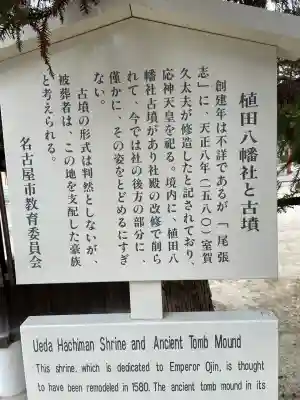 植田八幡社と古墳
創建年は不詳であるが、「尾張
志」に、天正八年（一五八〇）室賀
久太夫が修造したと記されており、
応神天皇を祀る。境内に、植田八
幡社古墳があり社殿の改修で削ら
れて、今では社の後方の部分に、
僅かに、その姿をとどめるにすぎ
ない。
古墳の形式は判然としないが、
被葬者は、この地を支配した豪族
と考えられる。
名古屋市教育委員会
Ueda Hachiman Shrine and Ancient Tomb Mound
This shrine, which is dedicated to Emperor Ojin, is thought
to have been remodeled in 1580. The ancient tomb mound in its